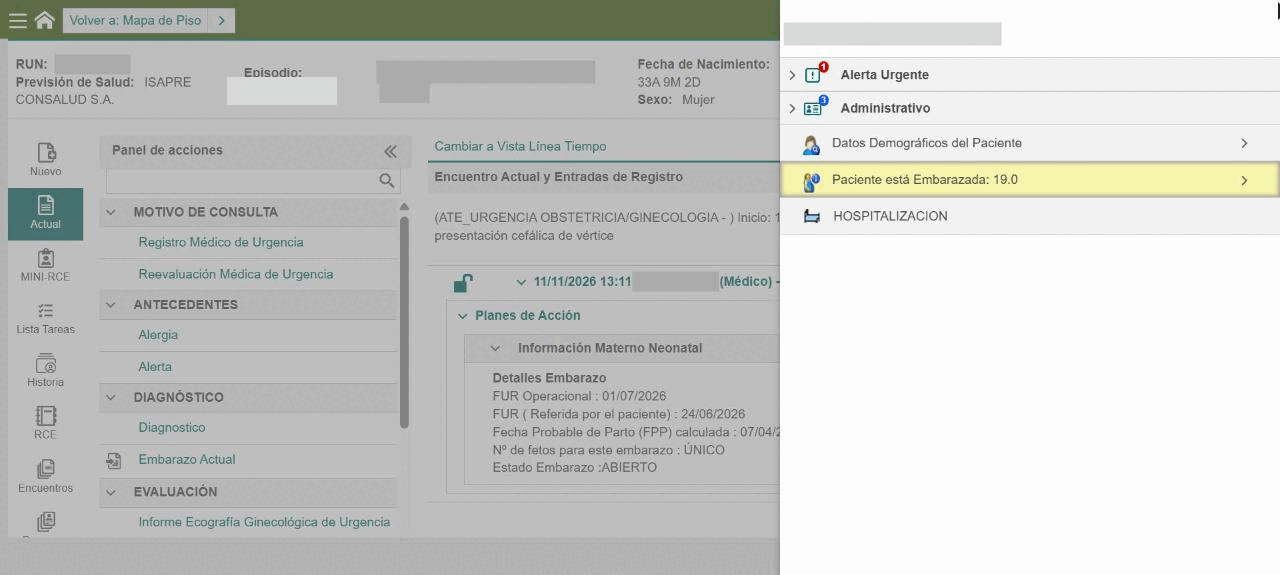 Volver a: Mapa de Piso
RUN:
Previsión de Salud: ISAPRE
CONSALUD S.A.
Episodio:
Fecha de Nacimiento:
33A 9M 2D
Sexo: Mujer
Nuevo
Actual
MINI-RCE
Lista Tareas
Historia
RCE
Encuentros
Panel de acciones
MOTIVO DE CONSULTA
Registro Médico de Urgencia
Reevaluación Médica de Urgencia
ANTECEDENTES
Alergia
Alerta
DIAGNÓSTICO
Diagnostico
Embarazo Actual
EVALUACIÓN
Informe Ecografía Ginecológica de Urgencia
Cambiar a Vista Línea Tiempo
Encuentro Actual y Entradas de Registro
(ATE_URGENCIA OBSTETRICIA/GINECOLOGIA - ) Inicio: 1
presentación cefálica de vértice
11/11/2026 13:11 (Médico) -
Planes de Acción
Información Materno Neonatal
Detalles Embarazo
FUR Operacional : 01/07/2026
FUR ( Referida por el paciente) : 24/06/2026
Fecha Probable de Parto (FPP) calculada : 07/04/2
Nº de fetos para este embarazo : ÚNICO
Estado Embarazo :ABIERTO
1
Alerta Urgente
3
Administrativo
Datos Demográficos del Paciente
Paciente está Embarazada: 19.0
HOSPITALIZACION